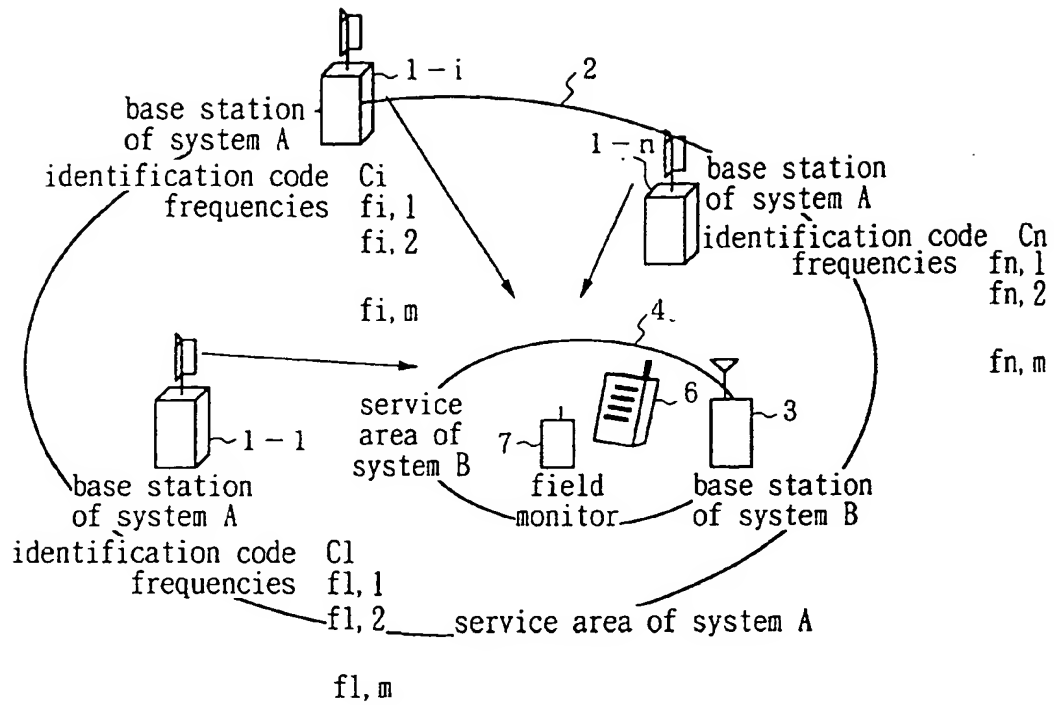 1-i
2
base station
of system A
identification code Ci
frequencies fi, 1
fi, 2
fi, m
1-n
base station
of system A
identification code Cn
frequencies fn, 1
fn, 2
fn, m
4
service
area of
system B
6
3
7
field
monitor
base station
of system B
1-1
base station
of system A
identification code C1
frequencies f1, 1
f1, 2
f1, m
service area of system A